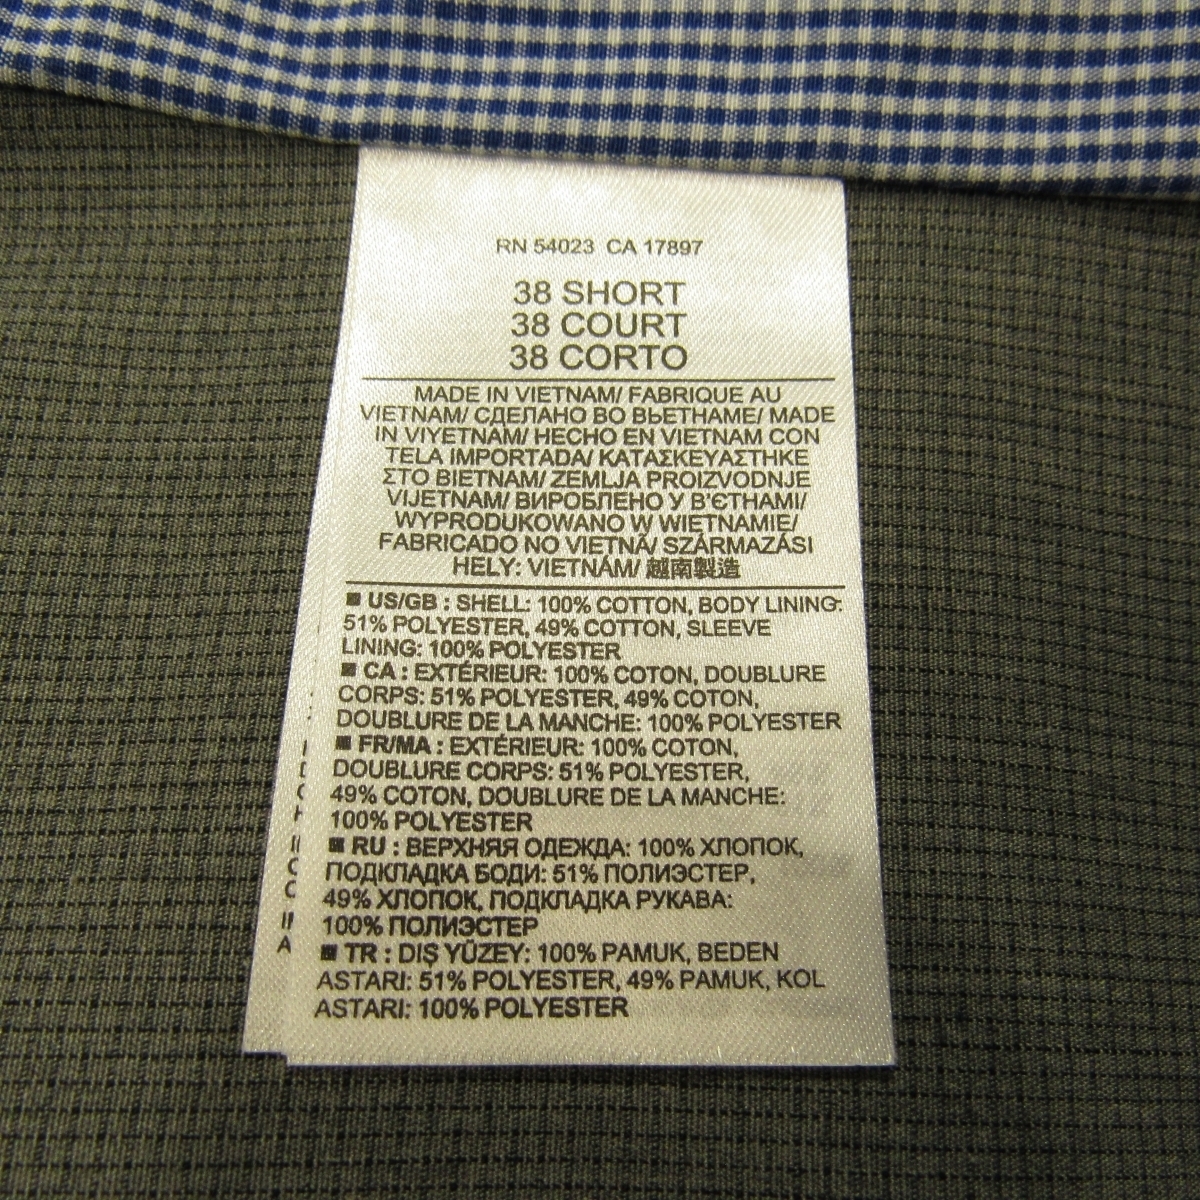 RN 54023 CA 17897
38 SHORT
38 COURT
38 CORTO
MADE IN VIETNAM/ FABRIQUE AU
VIETNAM/ СДЕЛАНО ВО ВЬЕТНАМЕ/ MADE
IN VIYETNAM/ HECHO EN VIETNAM CON
TELA IMPORTADA/ ΚΑΤΑΣΚΕΥΑΣΤΗΚΕ
ΣΤΟ ΒΙΕΤΝΑΜ/ ZEMLJA PROIZVODNJE
VIJETNAM/ ВИРОБЛЕНО У В'ЄТНАМІ/
WYPRODUKOWANO W WIETNAMIE/
FABRICADO NO VIETNÃ/ SZÁRMAZÁSI
HELY: VIETNÁM/ 越南製造
■ US/GB : SHELL: 100% COTTON, BODY LINING:
51% POLYESTER, 49% COTTON, SLEEVE
LINING: 100% POLYESTER
■ CA : EXTÉRIEUR: 100% COTON, DOUBLURE
CORPS: 51% POLYESTER, 49% COTON,
DOUBLURE DE LA MANCHE: 100% POLYESTER
■ FR/MA : EXTÉRIEUR: 100% COTON,
DOUBLURE CORPS: 51% POLYESTER,
49% COTON, DOUBLURE DE LA MANCHE:
100% POLYESTER
■ RU : ВЕРХНЯЯ ОДЕЖДА: 100% ХЛОПОК,
ПОДКЛАДКА БОДИ: 51% ПОЛИЭСТЕР,
49% ХЛОПОК, ПОДКЛАДКА РУКАВА:
100% ПОЛИЭСТЕР
■ TR : DIŞ YÜZEY: 100% PAMUK, BEDEN
ASTARI: 51% POLYESTER, 49% PAMUK, KOL
ASTARI: 100% POLYESTER